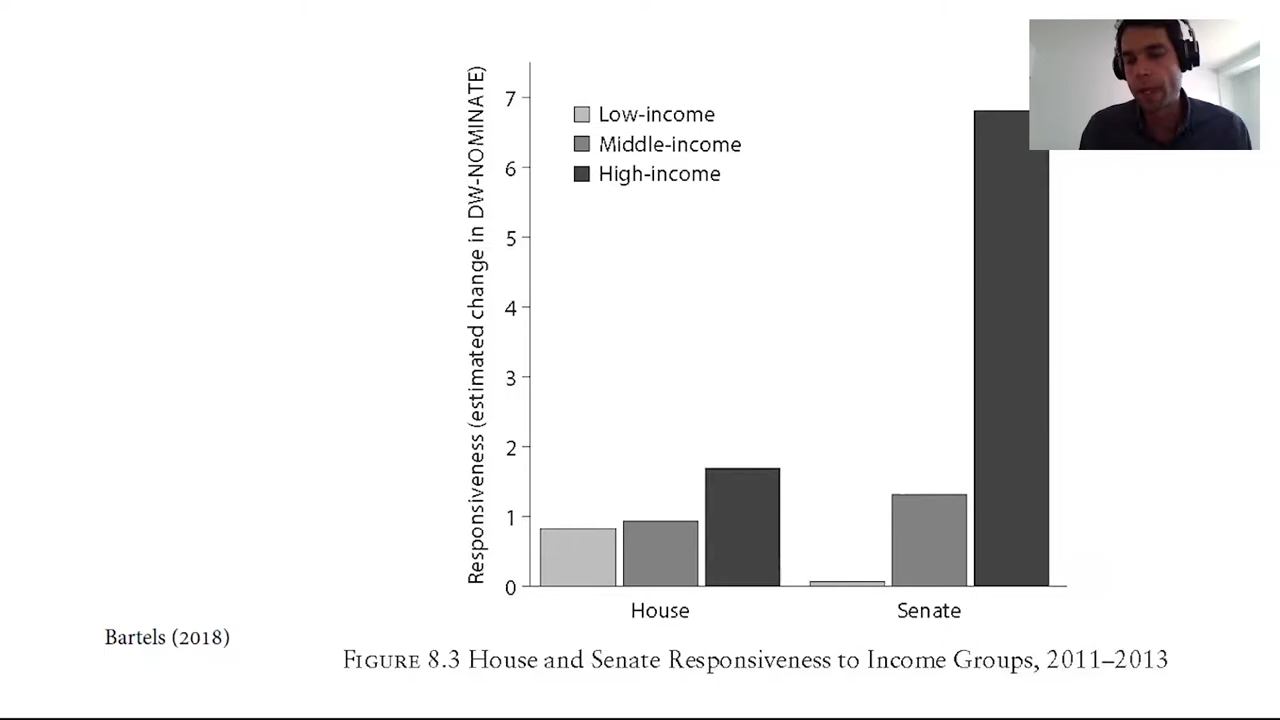 Responsiveness (estimated change in DW-NOMINATE)
7
6
5
4
3
2
1
0
Low-income
Middle-income
High-income
House
Senate
Bartels (2018)
FIGURE 8.3 House and Senate Responsiveness to Income Groups, 2011–2013